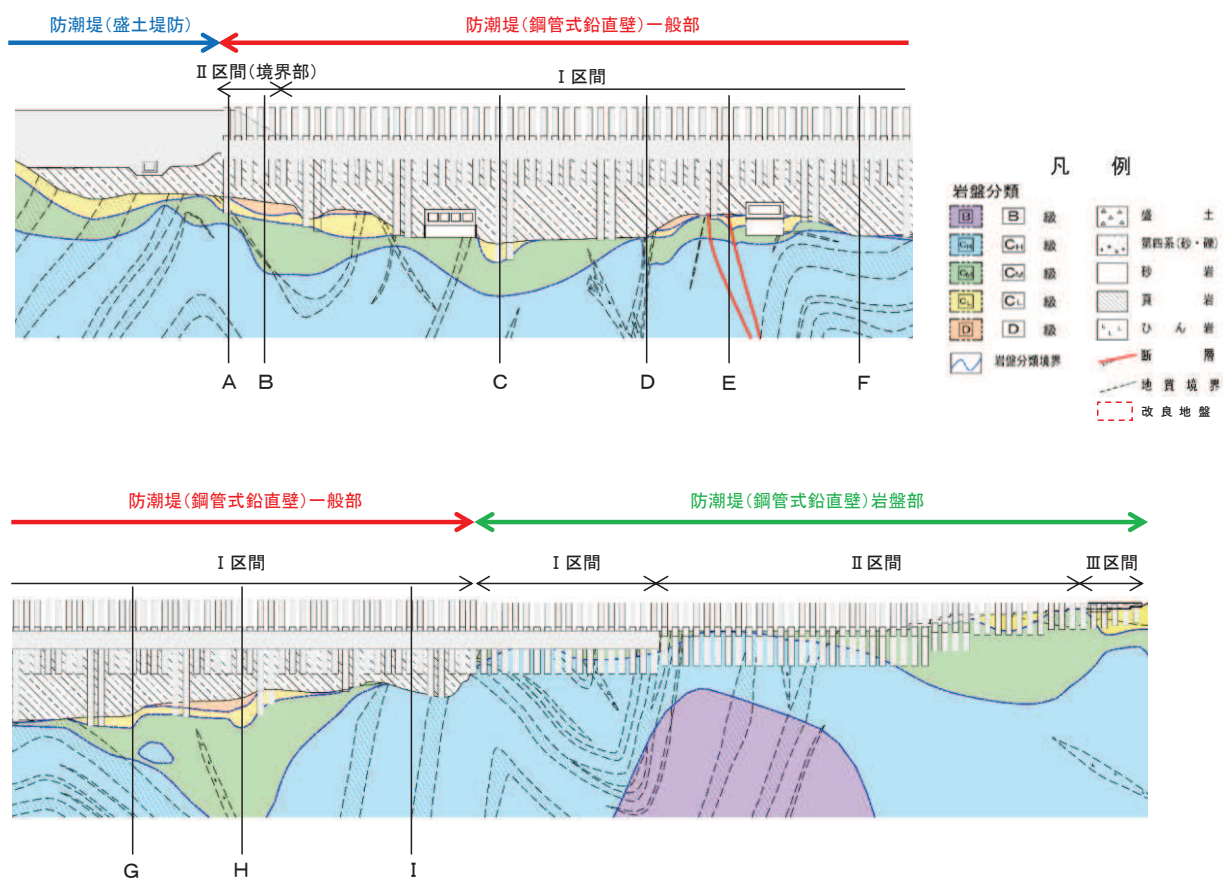 防潮堤(盛土堤防)
防潮堤(鋼管式鉛直壁)一般部
Ⅱ区間(境界部)
Ⅰ区間
A B C D E F
凡 例
岩盤分類
B B 級
CH CH 級
CM CM 級
CL CL 級
D D 級
岩盤分類境界
盛 土
第四系(砂・礫)
砂 岩
頁 岩
ひ ん 岩
断 層
地 質 境 界
改 良 地 盤
防潮堤(鋼管式鉛直壁)一般部
防潮堤(鋼管式鉛直壁)岩盤部
Ⅰ区間
Ⅰ区間
Ⅱ区間
Ⅲ区間
G H I